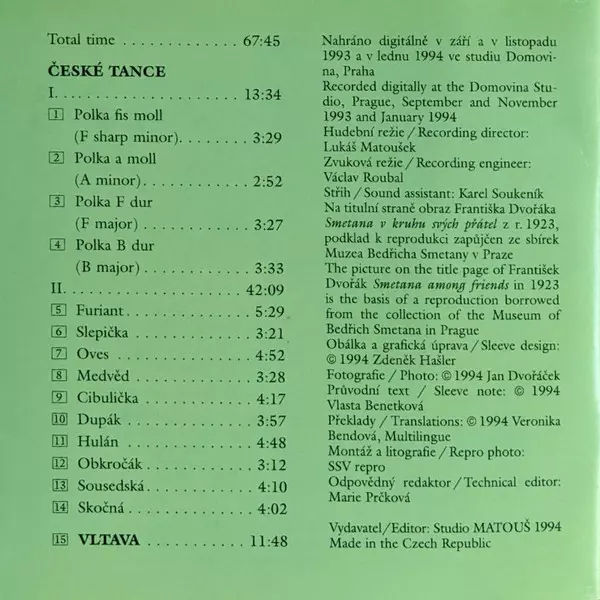 Total time ............ 67:45
ČESKÉ TANCE
I. .................... 13:34
1 Polka fis moll
(F sharp minor). ........ 3:29
2 Polka a moll
(A minor). ............. 2:52
3 Polka F dur
(F major) .............. 3:27
4 Polka B dur
(B major) .............. 3:33
II. .................... 42:09
5 Furiant ............... 5:29
6 Slepička .............. 3:21
7 Oves .................. 4:52
8 Medvěd ................ 3:28
9 Cibulička ............. 4:17
10 Dupák ................ 3:57
11 Hulán ................ 4:48
12 Obkročák ............. 3:12
13 Sousedská ............ 4:10
14 Skočná ............... 4:02
15 VLTAVA .......... 11:48
Nahráno digitálně v září a v listopadu
1993 a v lednu 1994 ve studiu Domovi-
na, Praha
Recorded digitally at the Domovina Stu-
dio, Prague, September and November
1993 and January 1994
Hudební režie / Recording director:
Lukáš Matoušek
Zvuková režie / Recording engineer:
Václav Roubal
Střih / Sound assistant: Karel Soukeník
Na titulní straně obraz Františka Dvořáka
Smetana v kruhu svých přátel z r. 1923,
podklad k reprodukci zapůjčen ze sbírek
Muzea Bedřicha Smetany v Praze
The picture on the title page of František
Dvořák Smetana among friends in 1923
is the basis of a reproduction borrowed
from the collection of the Museum of
Bedřich Smetana in Prague
Obálka a grafická úprava / Sleeve design:
© 1994 Zdeněk Hašler
Fotografie / Photo: © 1994 Jan Dvořáček
Průvodní text / Sleeve note: © 1994
Vlasta Benetková
Překlady / Translations: © 1994 Veronika
Bendová, Multilingue
Montáž a litografie / Repro photo:
SSV repro
Odpovědný redaktor / Technical editor:
Marie Prčková
Vydavatel/Editor: Studio MATOUŠ 1994
Made in the Czech Republic